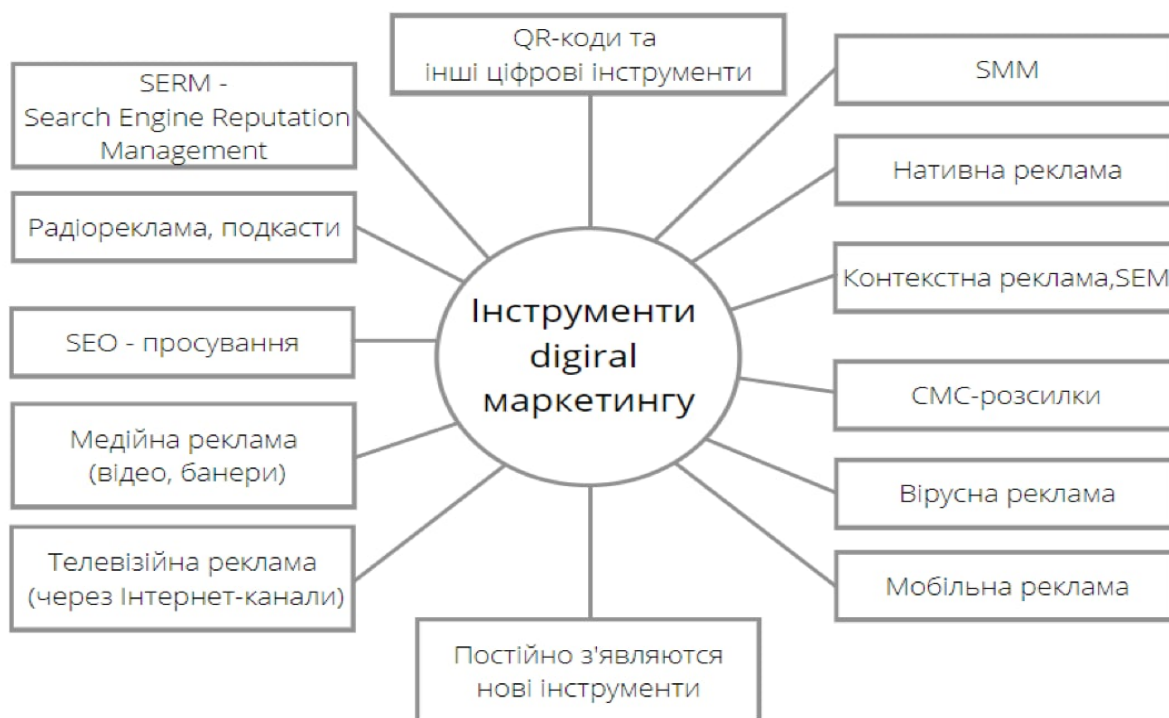 QR-коди та
інші ціфрові інструменти
SERM -
Search Engine Reputation
Management
SMM
Нативна реклама
Радіореклама, подкасти
Контекстна реклама,SEM
Інструменти
digiral
маркетингу
SEO - просування
СМС-розсилки
Медійна реклама
(відео, банери)
Вірусна реклама
Телевізійна реклама
(через Інтернет-канали)
Мобільна реклама
Постійно з'являются
нові інструменти